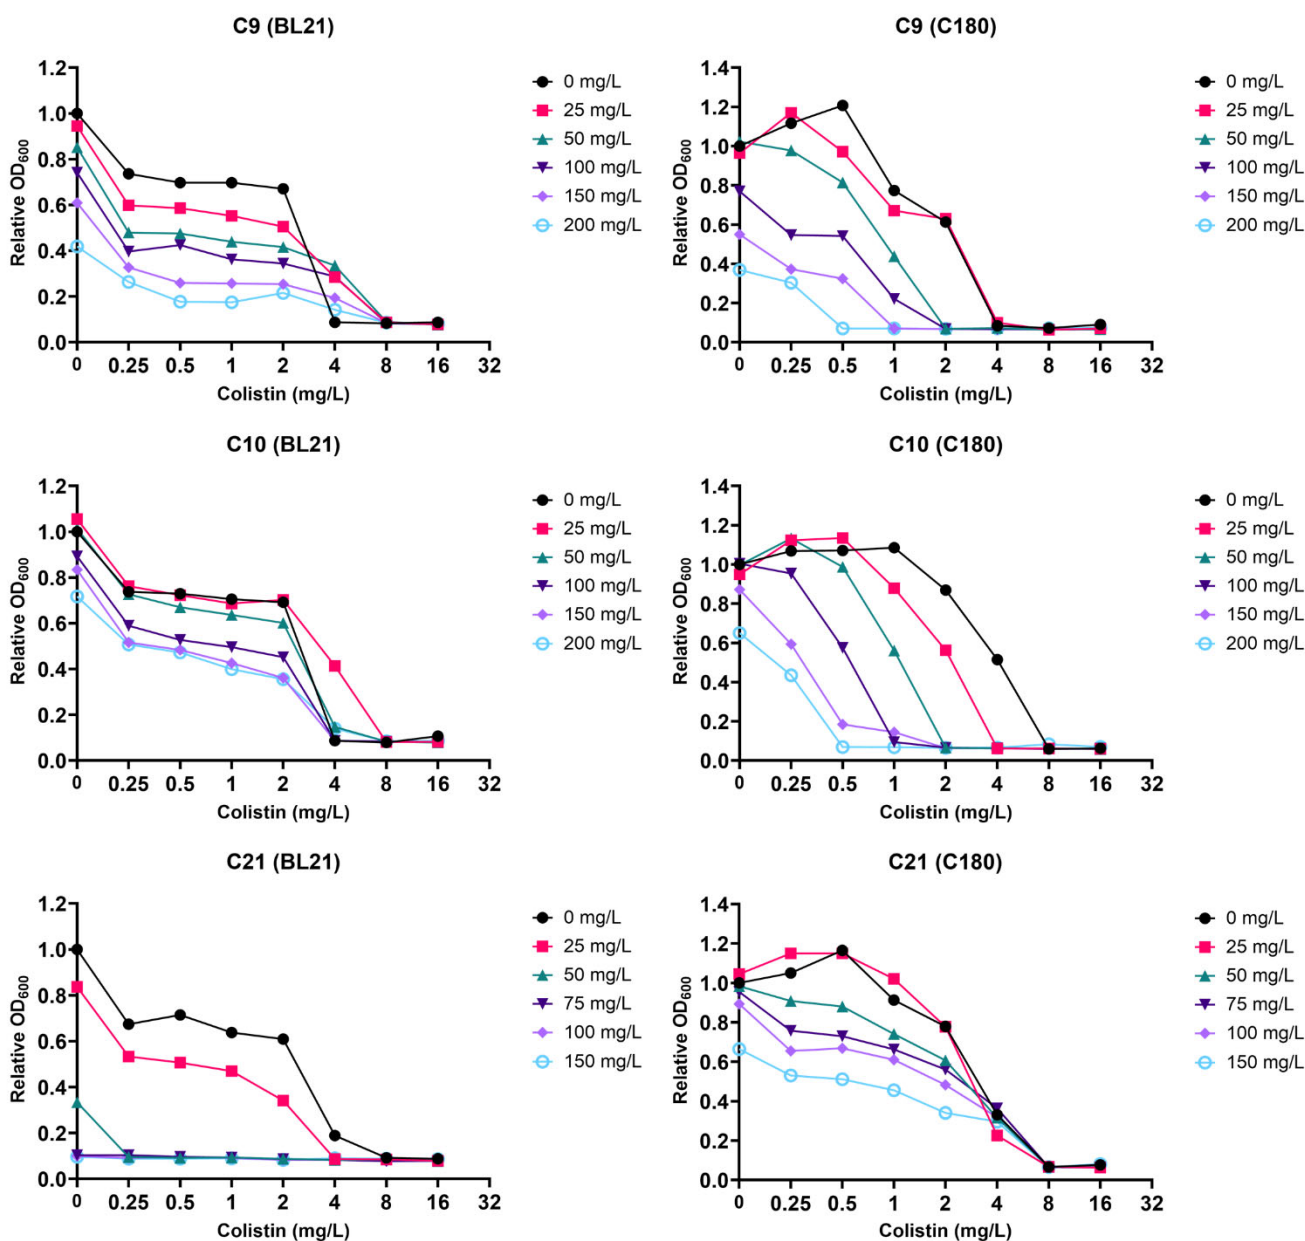 C9 (BL21)
1.2
1.0
0.8
0.6
0.4
0.2
0.0
Relative OD600
0 0.25 0.5 1 2 4 8 16 32
Colistin (mg/L)
0 mg/L
25 mg/L
50 mg/L
100 mg/L
150 mg/L
200 mg/L
C9 (C180)
1.4
1.2
1.0
0.8
0.6
0.4
0.2
0.0
Relative OD600
0 0.25 0.5 1 2 4 8 16 32
Colistin (mg/L)
0 mg/L
25 mg/L
50 mg/L
100 mg/L
150 mg/L
200 mg/L
C10 (BL21)
1.2
1.0
0.8
0.6
0.4
0.2
0.0
Relative OD600
0 0.25 0.5 1 2 4 8 16 32
Colistin (mg/L)
0 mg/L
25 mg/L
50 mg/L
100 mg/L
150 mg/L
200 mg/L
C10 (C180)
1.4
1.2
1.0
0.8
0.6
0.4
0.2
0.0
Relative OD600
0 0.25 0.5 1 2 4 8 16 32
Colistin (mg/L)
0 mg/L
25 mg/L
50 mg/L
100 mg/L
150 mg/L
200 mg/L
C21 (BL21)
1.2
1.0
0.8
0.6
0.4
0.2
0.0
Relative OD600
0 0.25 0.5 1 2 4 8 16 32
Colistin (mg/L)
0 mg/L
25 mg/L
50 mg/L
75 mg/L
100 mg/L
150 mg/L
C21 (C180)
1.4
1.2
1.0
0.8
0.6
0.4
0.2
0.0
Relative OD600
0 0.25 0.5 1 2 4 8 16 32
Colistin (mg/L)
0 mg/L
25 mg/L
50 mg/L
75 mg/L
100 mg/L
150 mg/L